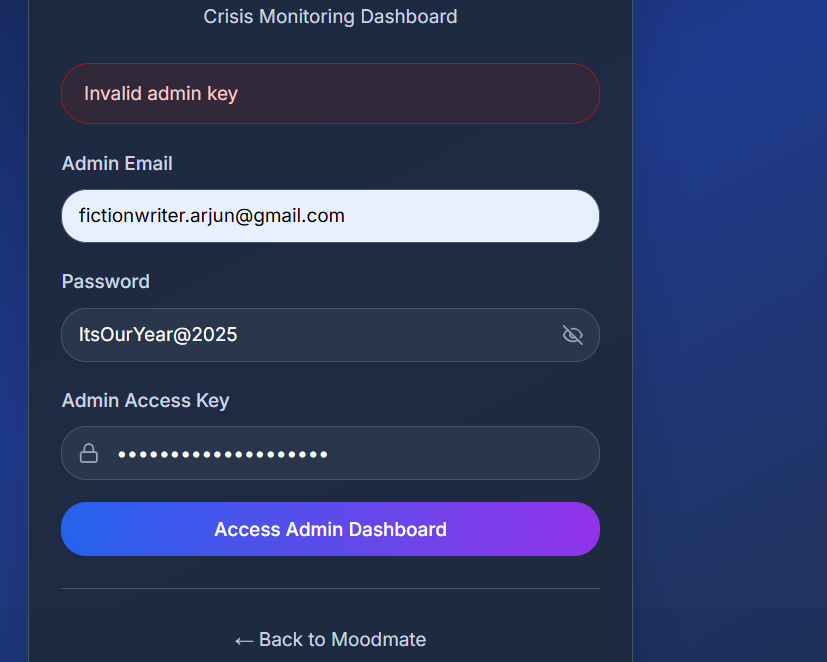 Crisis Monitoring Dashboard
Invalid admin key
Admin Email
fictionwriter.arjun@gmail.com
Password
ItsOurYear@2025
Admin Access Key
••••••••••••••••••••
Access Admin Dashboard
← Back to Moodmate